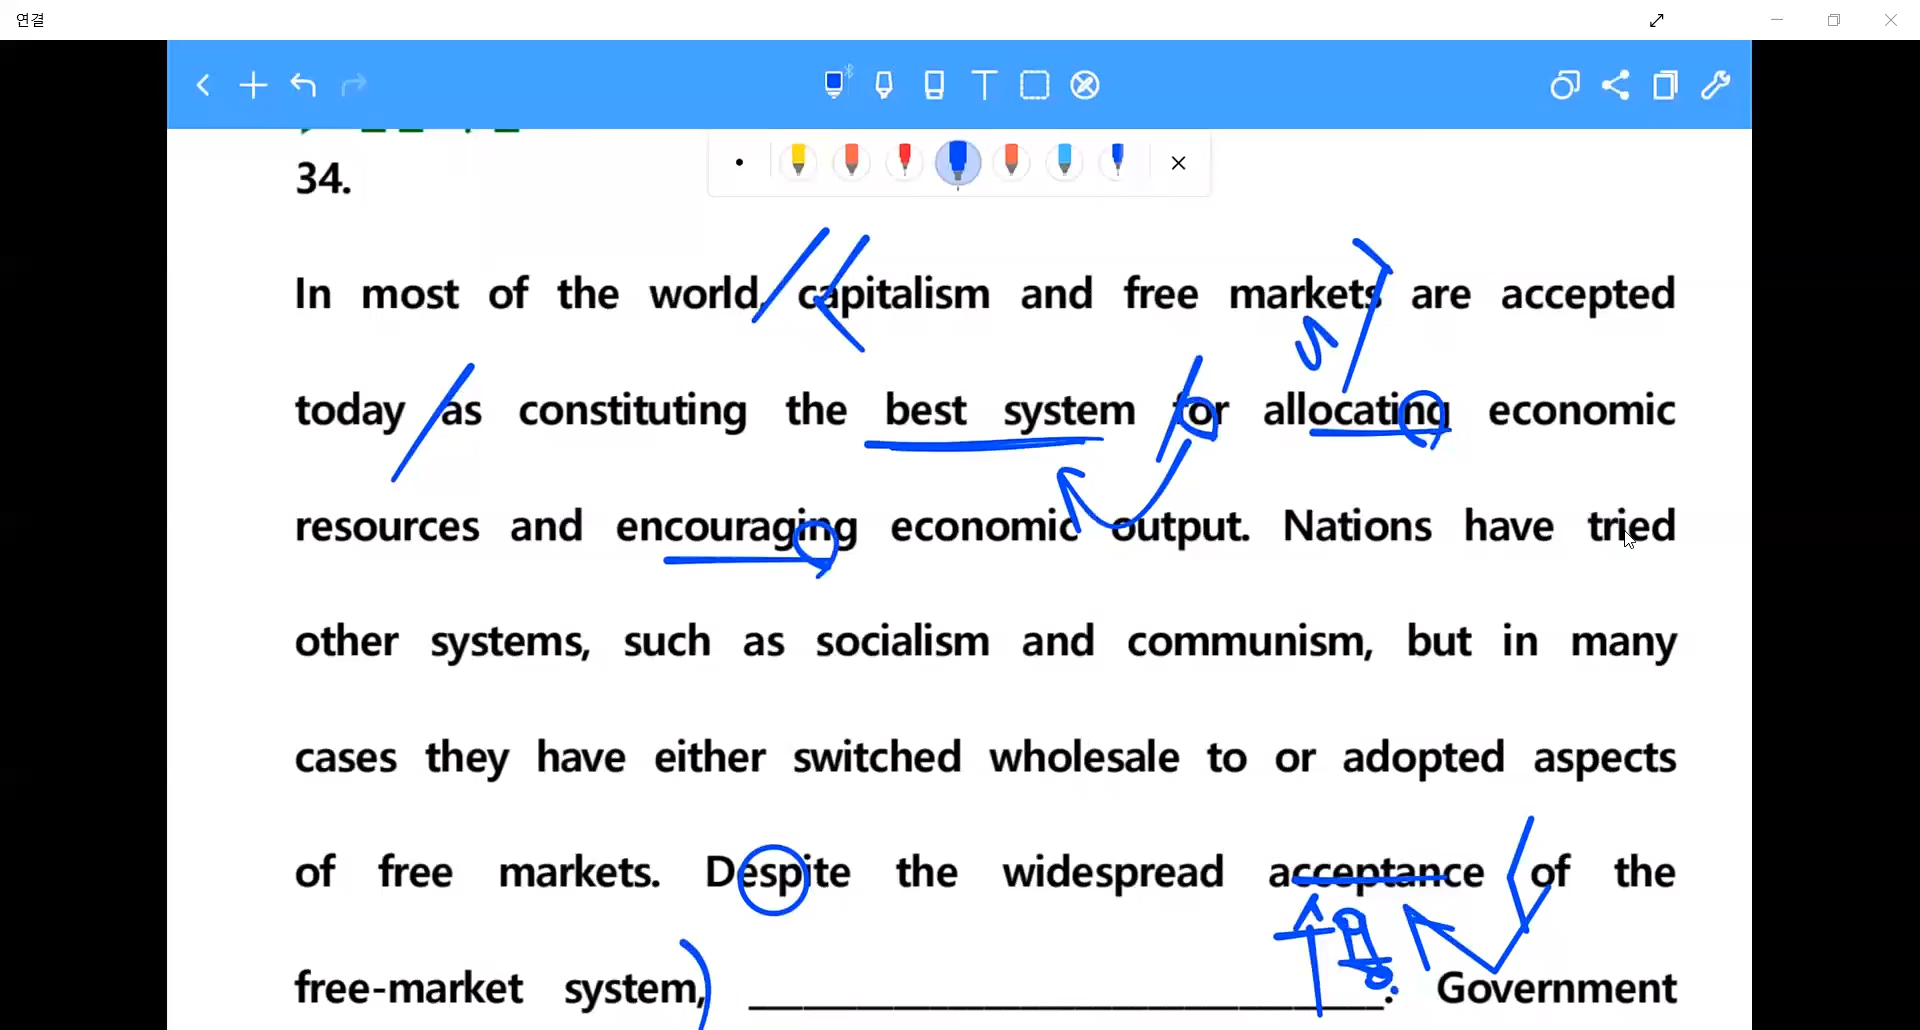 연결
34.
In most of the world, capitalism and free markets are accepted
today as constituting the best system for allocating economic
resources and encouraging economic output. Nations have tried
other systems, such as socialism and communism, but in many
cases they have either switched wholesale to or adopted aspects
of free markets. Despite the widespread acceptance of the
free-market system, ______________________________. Government